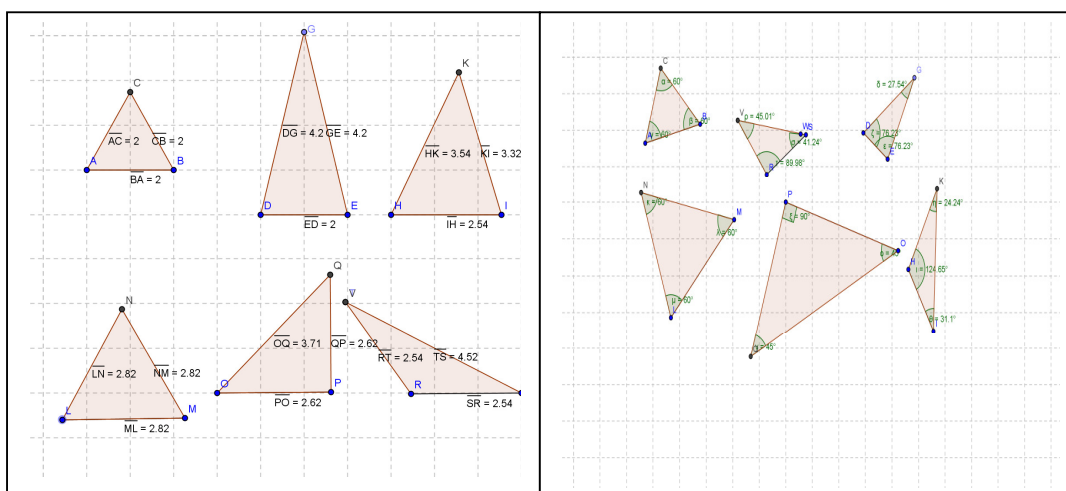 G
K
C
DG = 4.2 GE = 4.2
AC = 2 CB = 2
HK = 3.54 KI = 3.32
A B
BA = 2
D E H I
ED = 2 IH = 2.54
Q
N
OQ = 3.71 QP = 2.62
RT = 2.54 TS = 4.52
LN = 2.82 NM = 2.82
O P R
PO = 2.62 SR = 2.54
L M
ML = 2.82
C G
α = 60° δ = 27.54°
V ρ = 45.01°
B
β = 60°
A
γ = 60°
WS
σ = 41.24°
R
89.98°
D
ζ = 76.23°
E
ε = 76.23°
N
κ = 60°
M
λ = 60°
μ = 60°
L
P
ξ = 90°
O
45°
K
η = 24.24°
H
ι = 124.65°
θ = 31.1°
I